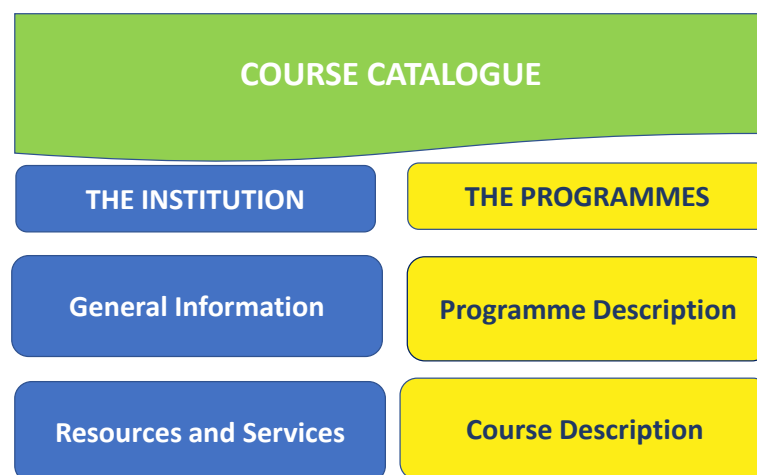 COURSE CATALOGUE
THE INSTITUTION
THE PROGRAMMES
General Information
Programme Description
Resources and Services
Course Description